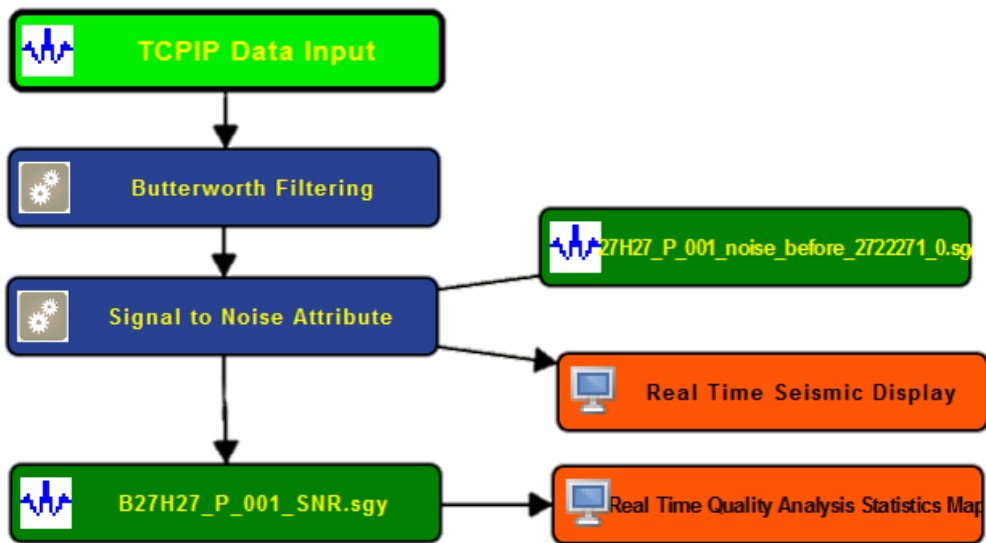 TCPIP Data Input
Butterworth Filtering
27H27_P_001_noise_before_2722271_0.sg
Signal to Noise Attribute
Real Time Seismic Display
B27H27_P_001_SNR.sgy
Real Time Quality Analysis Statistics Map